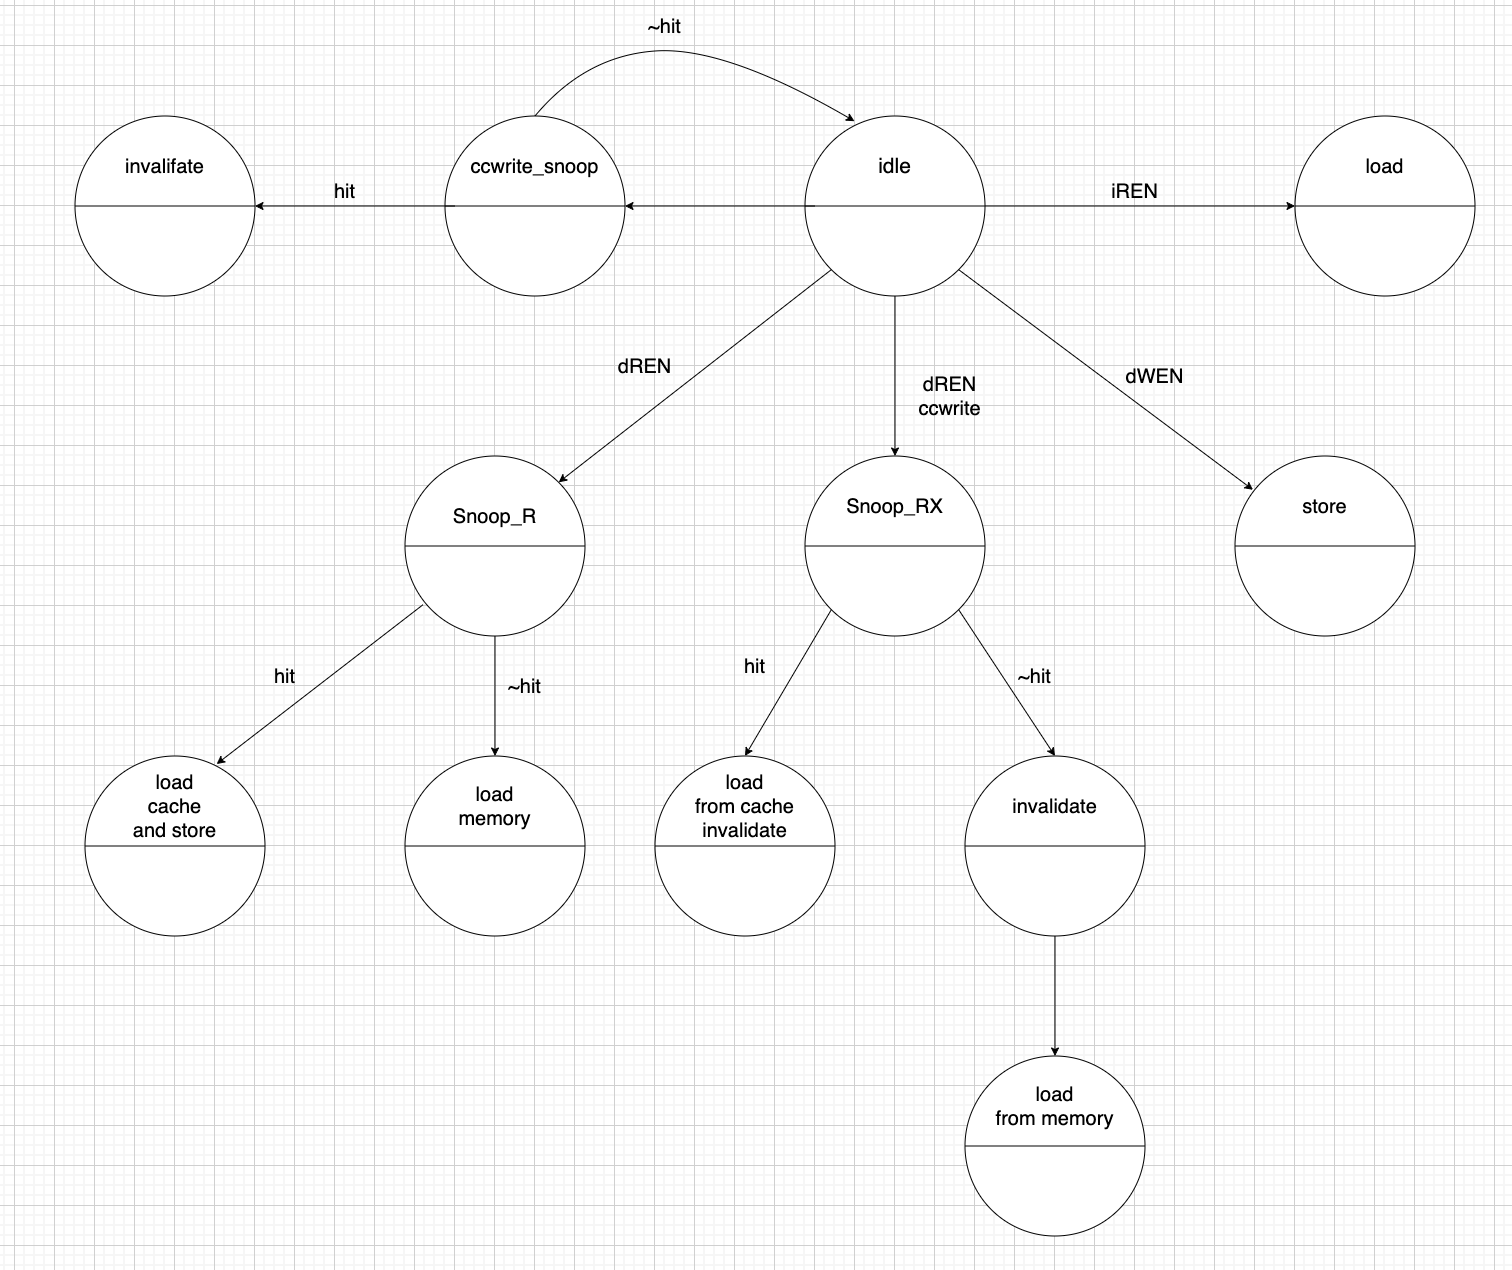 ~hit
invalifate
hit
ccwrite_snoop
idle
iREN
load
dREN
dREN
ccwrite
dWEN
Snoop_R
Snoop_RX
store
hit
~hit
hit
~hit
load
cache
and store
load
memory
load
from cache
invalidate
invalidate
load
from memory